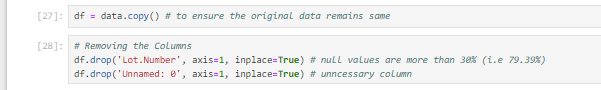 [27]: df = data.copy() # to ensure the original data remains same
[28]: # Removing the Columns
df.drop('Lot.Number', axis=1, inplace=True) # null values are more than 30% (i.e 79.39%)
df.drop('Unnamed: 0', axis=1, inplace=True) # unncessary column